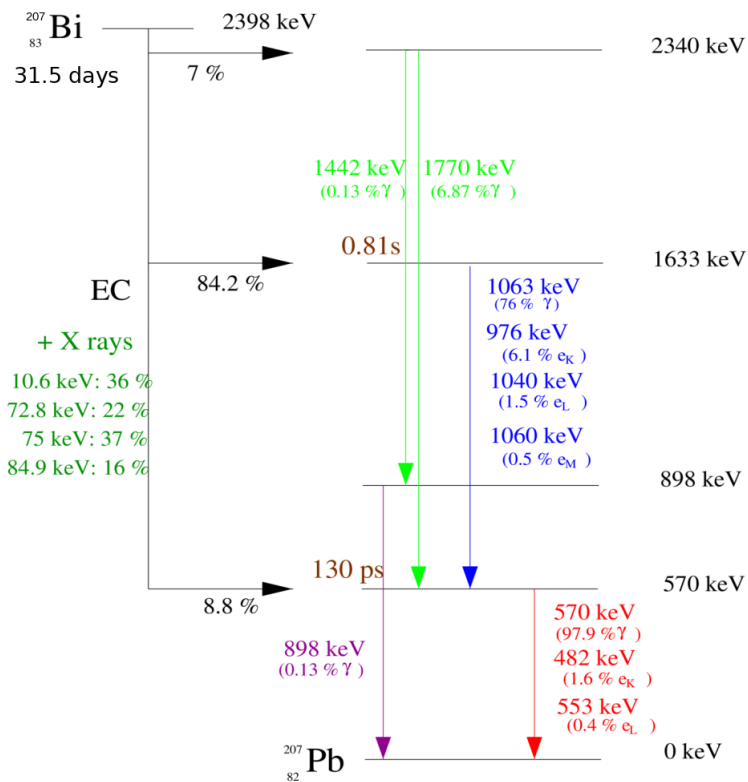 207
83 Bi
2398 keV
2340 keV
31.5 days
7 %
1442 keV
(0.13 %γ )
1770 keV
(6.87 %γ )
0.81s
1633 keV
EC
84.2 %
+ X rays
10.6 keV: 36 %
72.8 keV: 22 %
75 keV: 37 %
84.9 keV: 16 %
1063 keV
(76 % γ)
976 keV
(6.1 % eK )
1040 keV
(1.5 % eL )
1060 keV
(0.5 % eM )
898 keV
130 ps
570 keV
8.8 %
898 keV
(0.13 % γ)
570 keV
(97.9 %γ )
482 keV
(1.6 % eK )
553 keV
(0.4 % eL )
207
82 Pb
0 keV